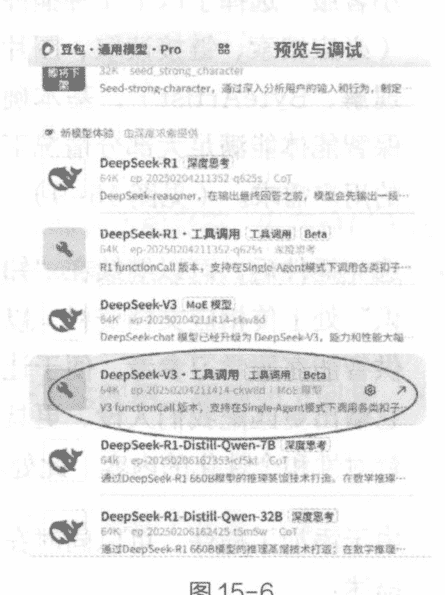 豆包·通用模型·Pro
预览与调试
即将下
架
32K seed_strong_character
Seed-strong-character，通过深入分析用户的输入和行为，制定…
新模型体验 由深度求索提供
DeepSeek-R1 深度思考
64K ep-20250204211352-q625s CoT
DeepSeek-reasoner，在输出最终回答之前，模型会先输出一段…
DeepSeek-R1·工具调用 工具调用 Beta
64K ep-20250204211352-q625s 深度思考
R1 functionCall 版本，支持在Single-Agent模式下调用各类扣子…
DeepSeek-V3 MoE 模型
64K ep-20250204211414-ckw8d
DeepSeek-chat 模型已经升级为 DeepSeek-V3，能力和性能大幅…
DeepSeek-V3·工具调用 工具调用 Beta
64K ep-20250204211414-ckw8d MoE 模型
V3 functionCall 版本，支持在Single-Agent模式下调用各类扣子…
DeepSeek-R1-Distill-Qwen-7B 深度思考
64K CoT
通过DeepSeek-R1 660B模型的推理蒸馏技术打造，在数学推理…
DeepSeek-R1-Distill-Qwen-32B 深度思考
64K ep-20250206162425-t5m5w CoT
通过DeepSeek-R1 660B模型的推理蒸馏技术打造；在数学推理…
图 15-6